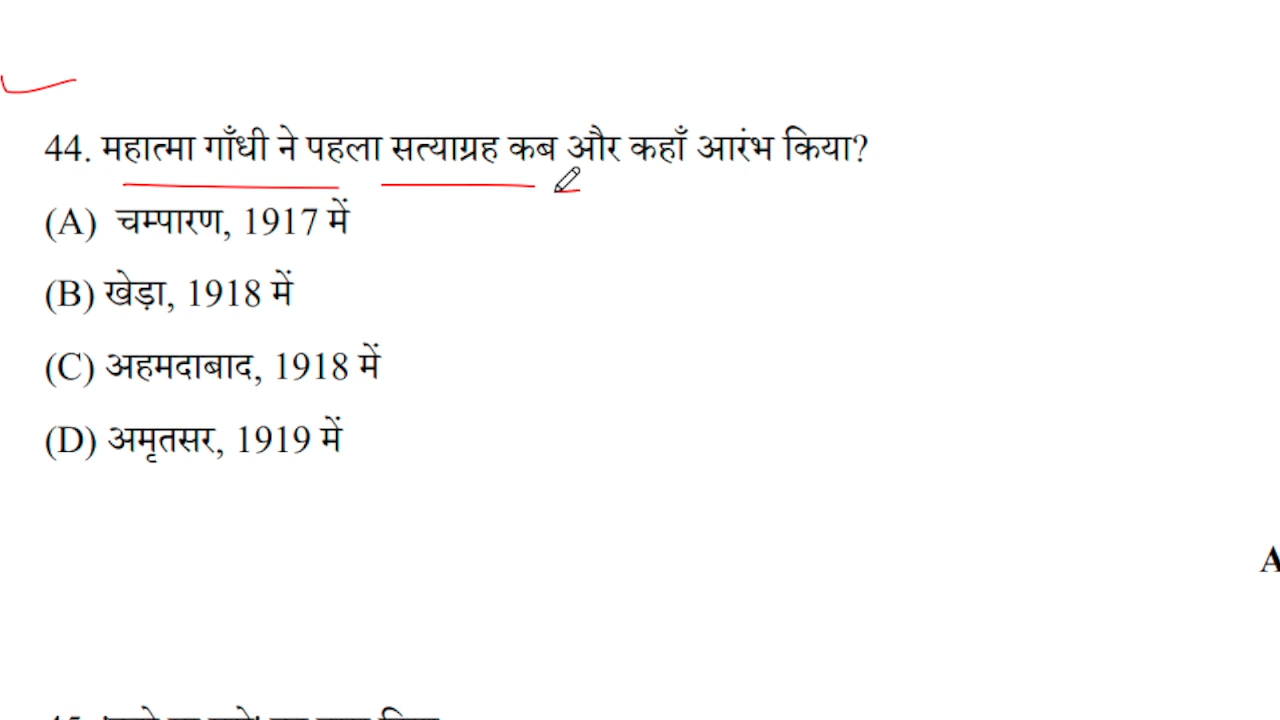 44. महात्मा गाँधी ने पहला सत्याग्रह कब और कहाँ आरंभ किया?
(A) चम्पारण, 1917 में
(B) खेड़ा, 1918 में
(C) अहमदाबाद, 1918 में
(D) अमृतसर, 1919 में
A